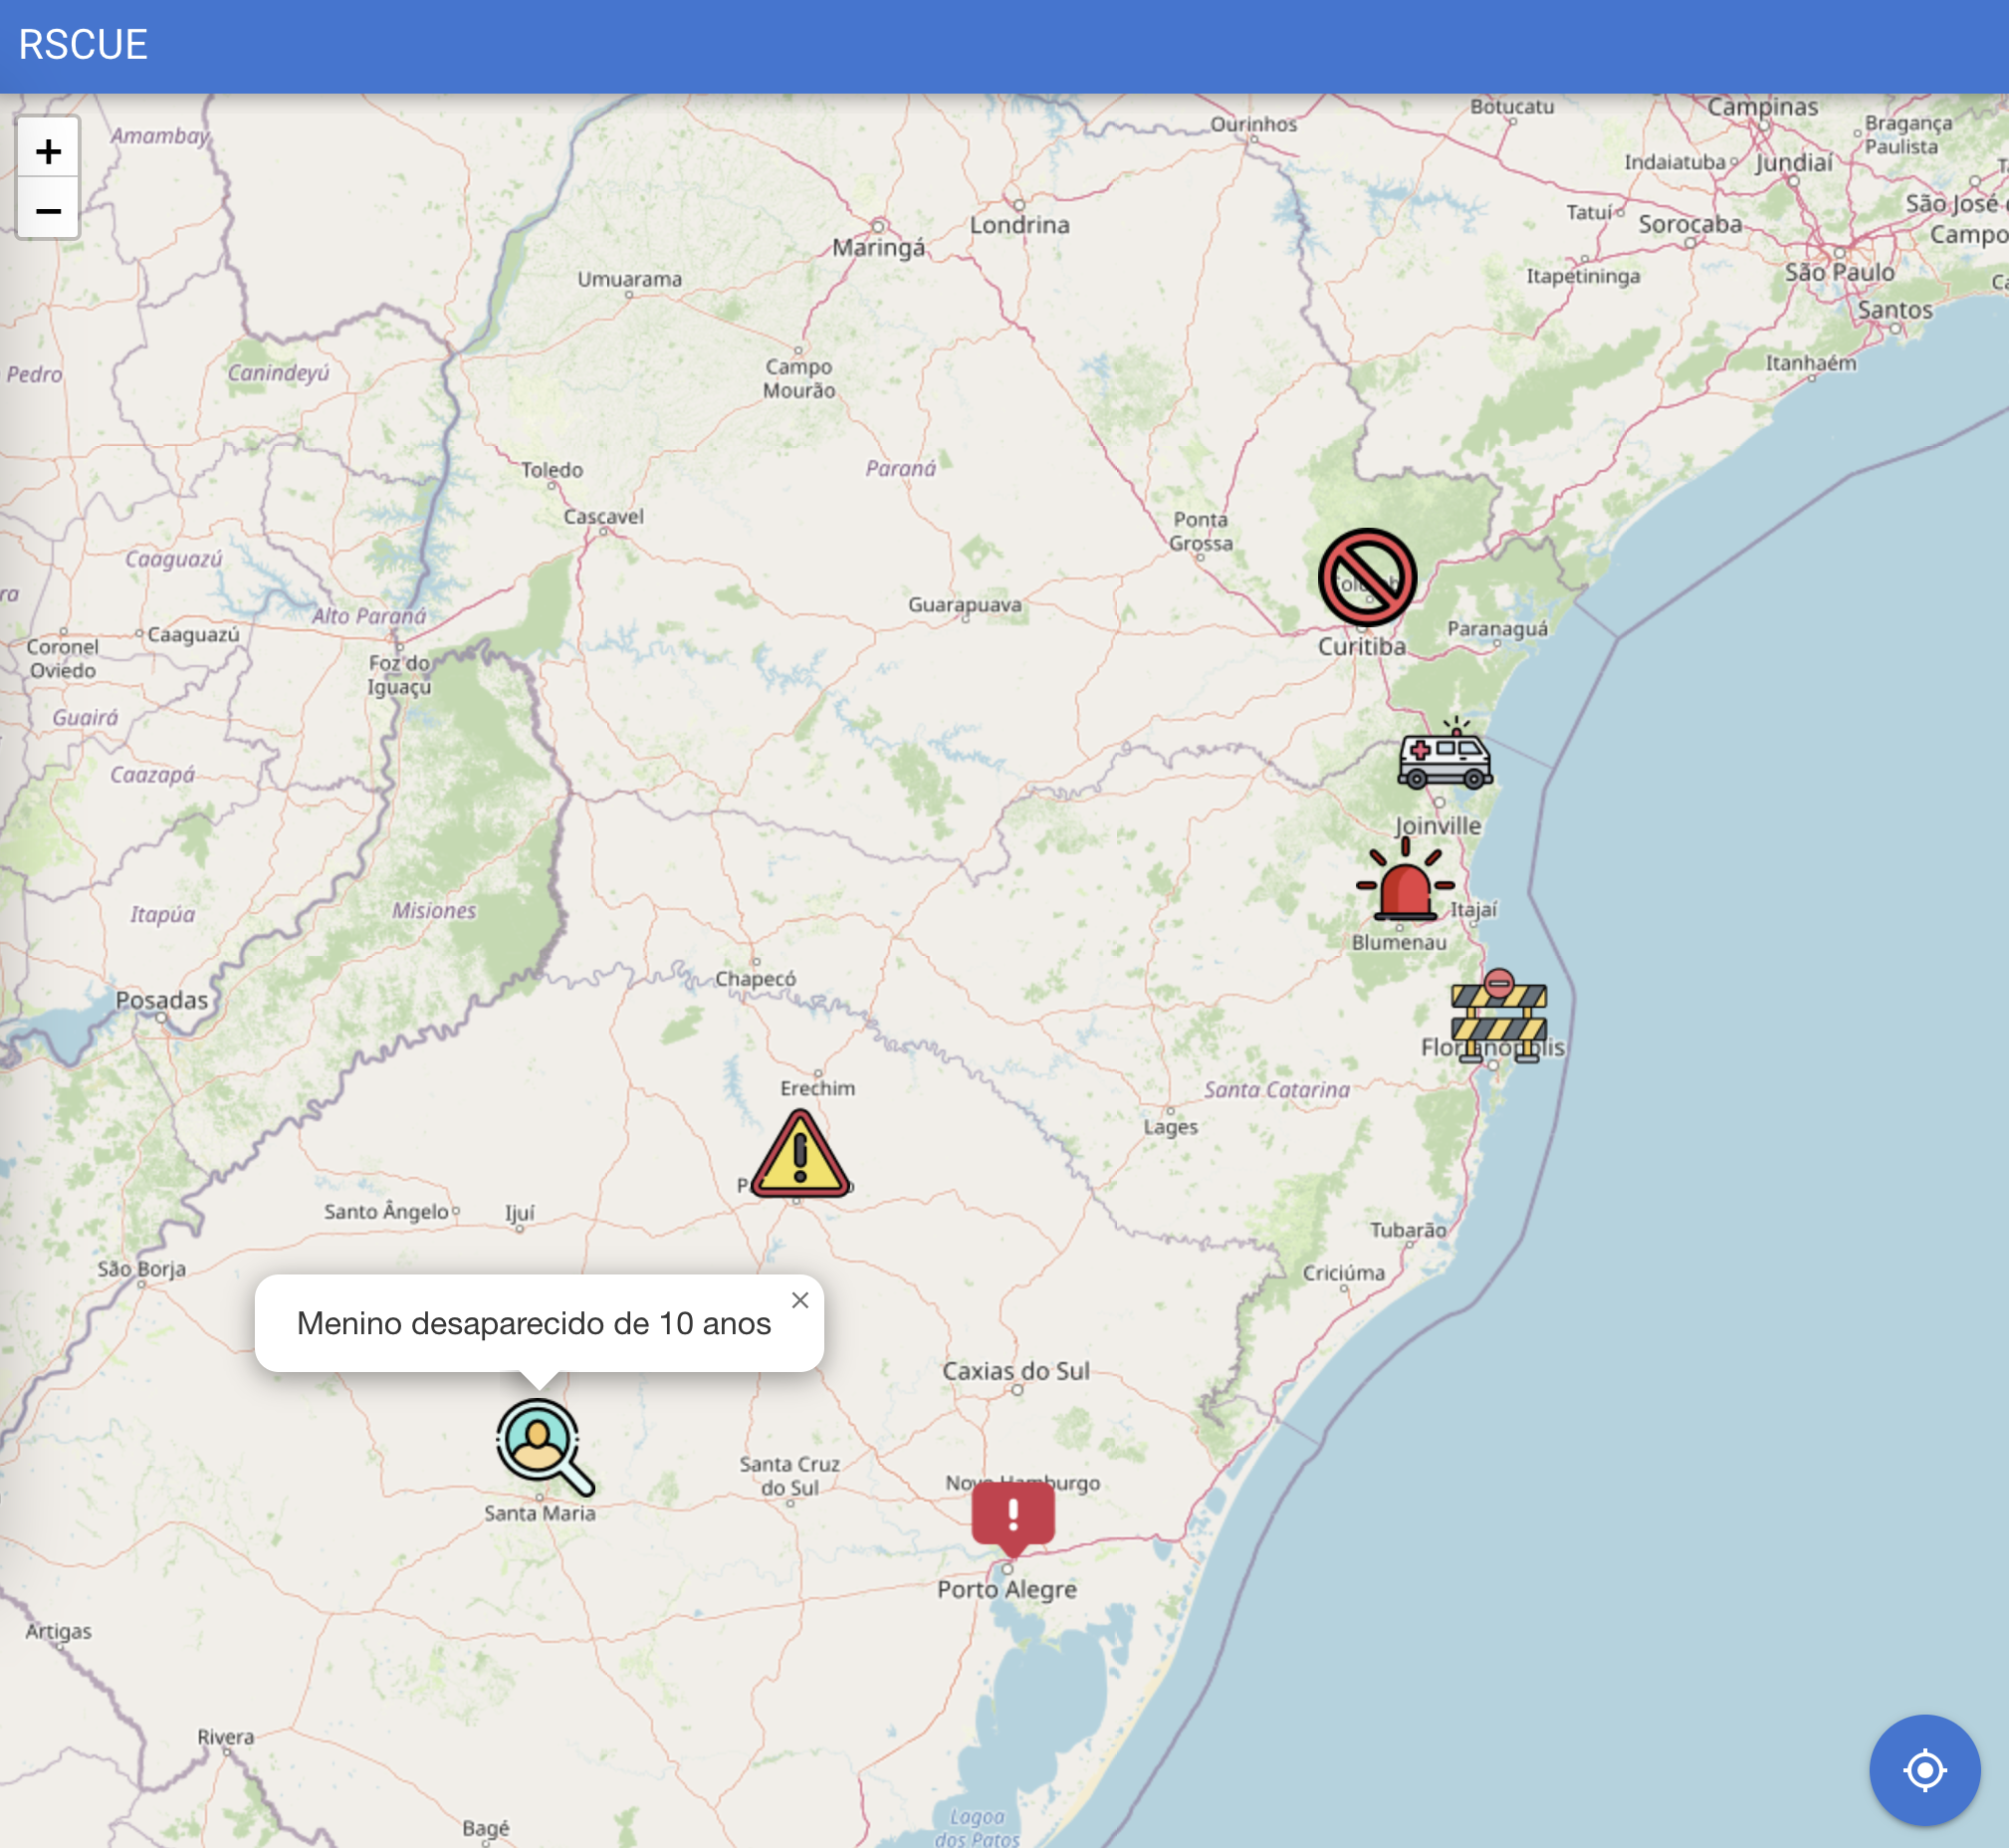 RSCUE
+
−
Amambay
Ourinhos
Botucatu
Campinas
Bragança
Paulista
Indaiatuba
Jundiaí
São José
Campo
Tatuí
Sorocaba
Londrina
Maringá
Umuarama
Itapetininga
São Paulo
Santos
Itanhaém
Pedro
Canindeyú
Campo
Mourão
Toledo
Paraná
Cascavel
Ponta
Grossa
Caaguazú
Alto Paraná
Guarapuava
Coronel
Oviedo
Caaguazú
Foz do
Iguaçu
Curitiba
Paranaguá
Guairá
Caazapá
Joinville
Itapúa
Misiones
Itajaí
Blumenau
Chapecó
Posadas
Florianópolis
Erechim
Santa Catarina
Lages
Santo Ângelo
Ijuí
Tubarão
São Borja
Criciúma
Menino desaparecido de 10 anos
×
Caxias do Sul
Santa Cruz
do Sul
Novo Hamburgo
Santa Maria
!
Porto Alegre
Artigas
Rivera
Bagé
Lagoa
dos Patos